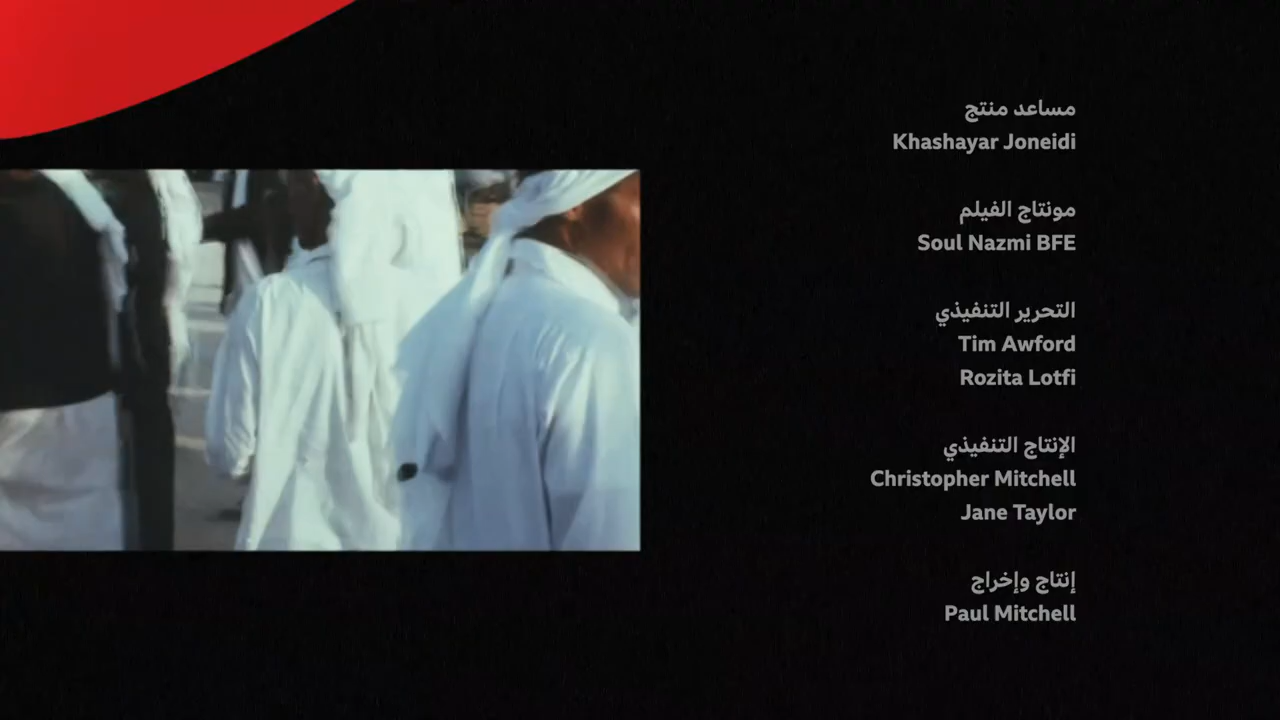 مساعد منتج
Khashayar Joneidi
مونتاج الفيلم
Soul Nazmi BFE
التحرير التنفيذي
Tim Awford
Rozita Lotfi
الإنتاج التنفيذي
Christopher Mitchell
Jane Taylor
إنتاج وإخراج
Paul Mitchell